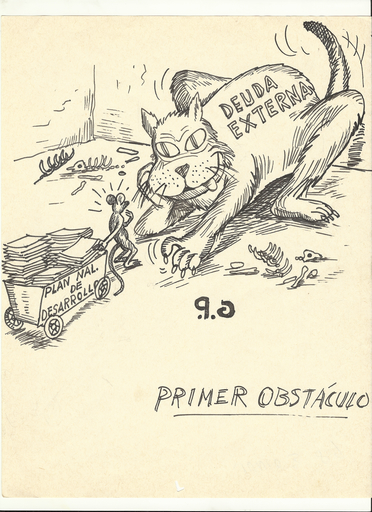 DEUDA
EXTERNA
PLAN NAL.
DE
DESARROLLO
PRIMER OBSTÁCULO